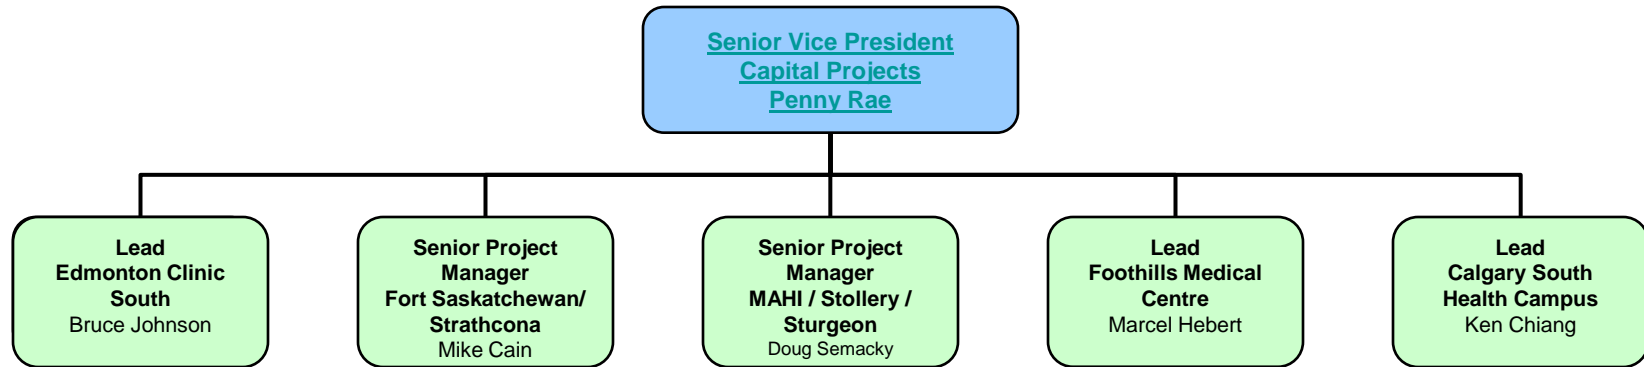 Senior Vice President
Capital Projects
Penny Rae
Lead
Edmonton Clinic
South
Bruce Johnson
Senior Project
Manager
Fort Saskatchewan/
Strathcona
Mike Cain
Senior Project
Manager
MAHI / Stollery /
Sturgeon
Doug Semacky
Lead
Foothills Medical
Centre
Marcel Hebert
Lead
Calgary South
Health Campus
Ken Chiang